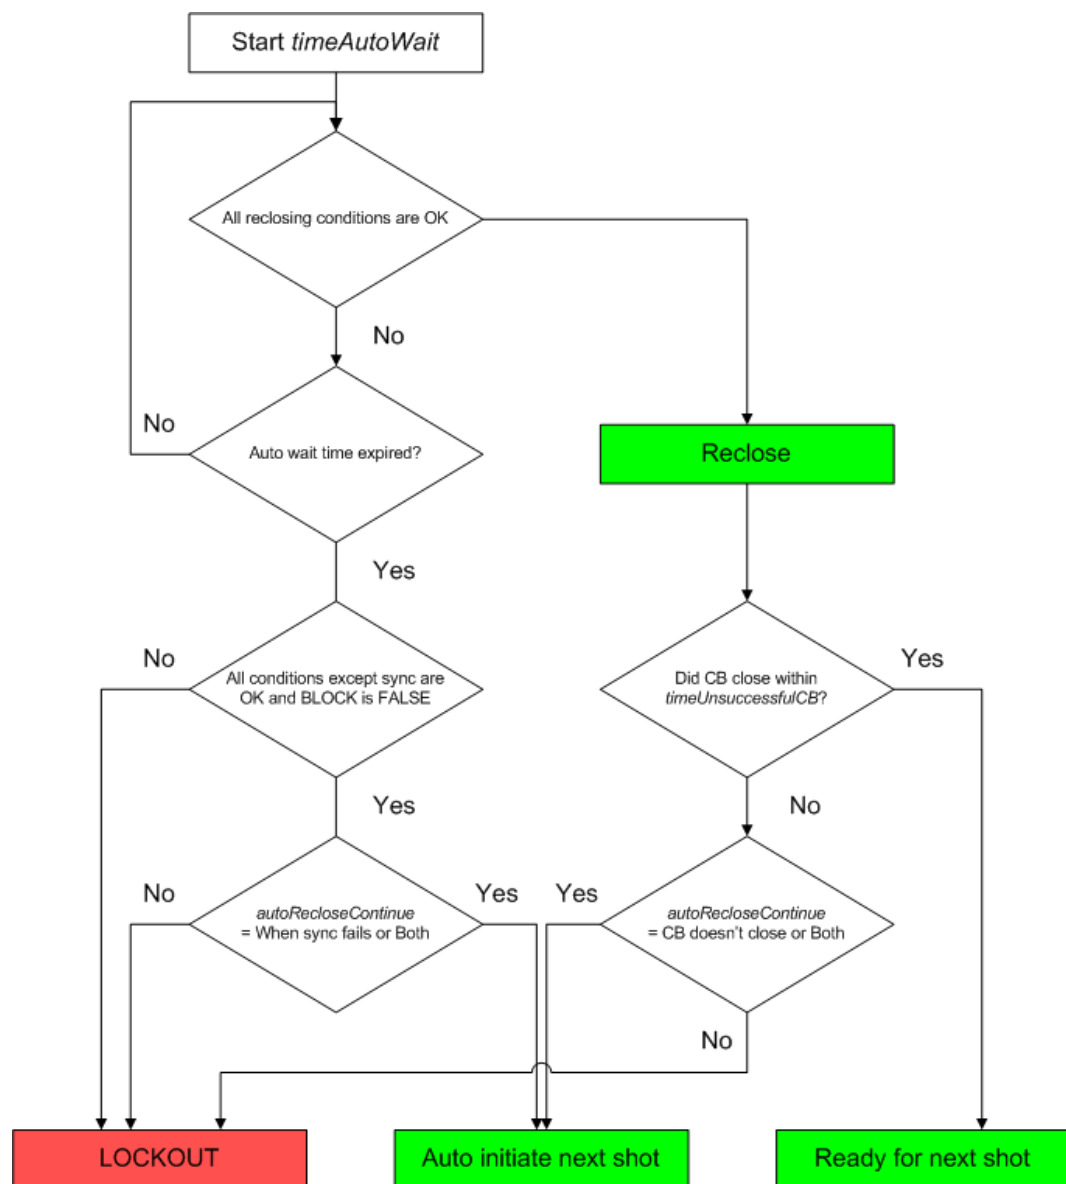 Start timeAutoWait
All reclosing conditions are OK
No
No
Auto wait time expired?
Reclose
Yes
No
All conditions except sync are
OK and BLOCK is FALSE
Did CB close within
timeUnsuccessfulCB?
Yes
Yes
No
No
autoRecloseContinue
= When sync fails or Both
Yes
Yes
autoRecloseContinue
= CB doesn't close or Both
No
LOCKOUT
Auto initiate next shot
Ready for next shot